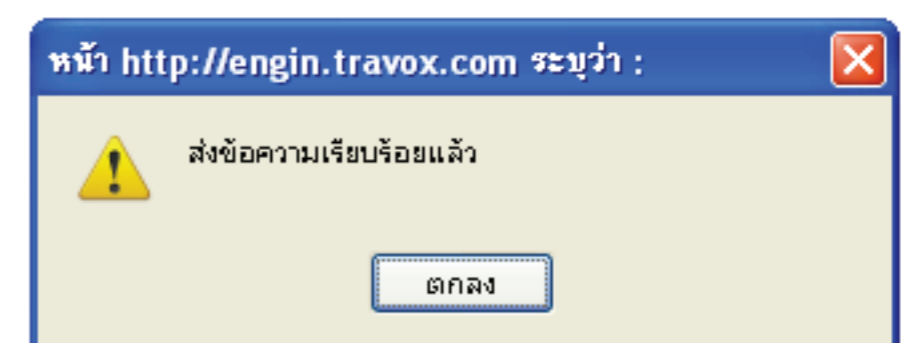 หน้า http://engin.travox.com ระบุว่า :
ส่งข้อความเรียบร้อยแล้ว
ตกลง